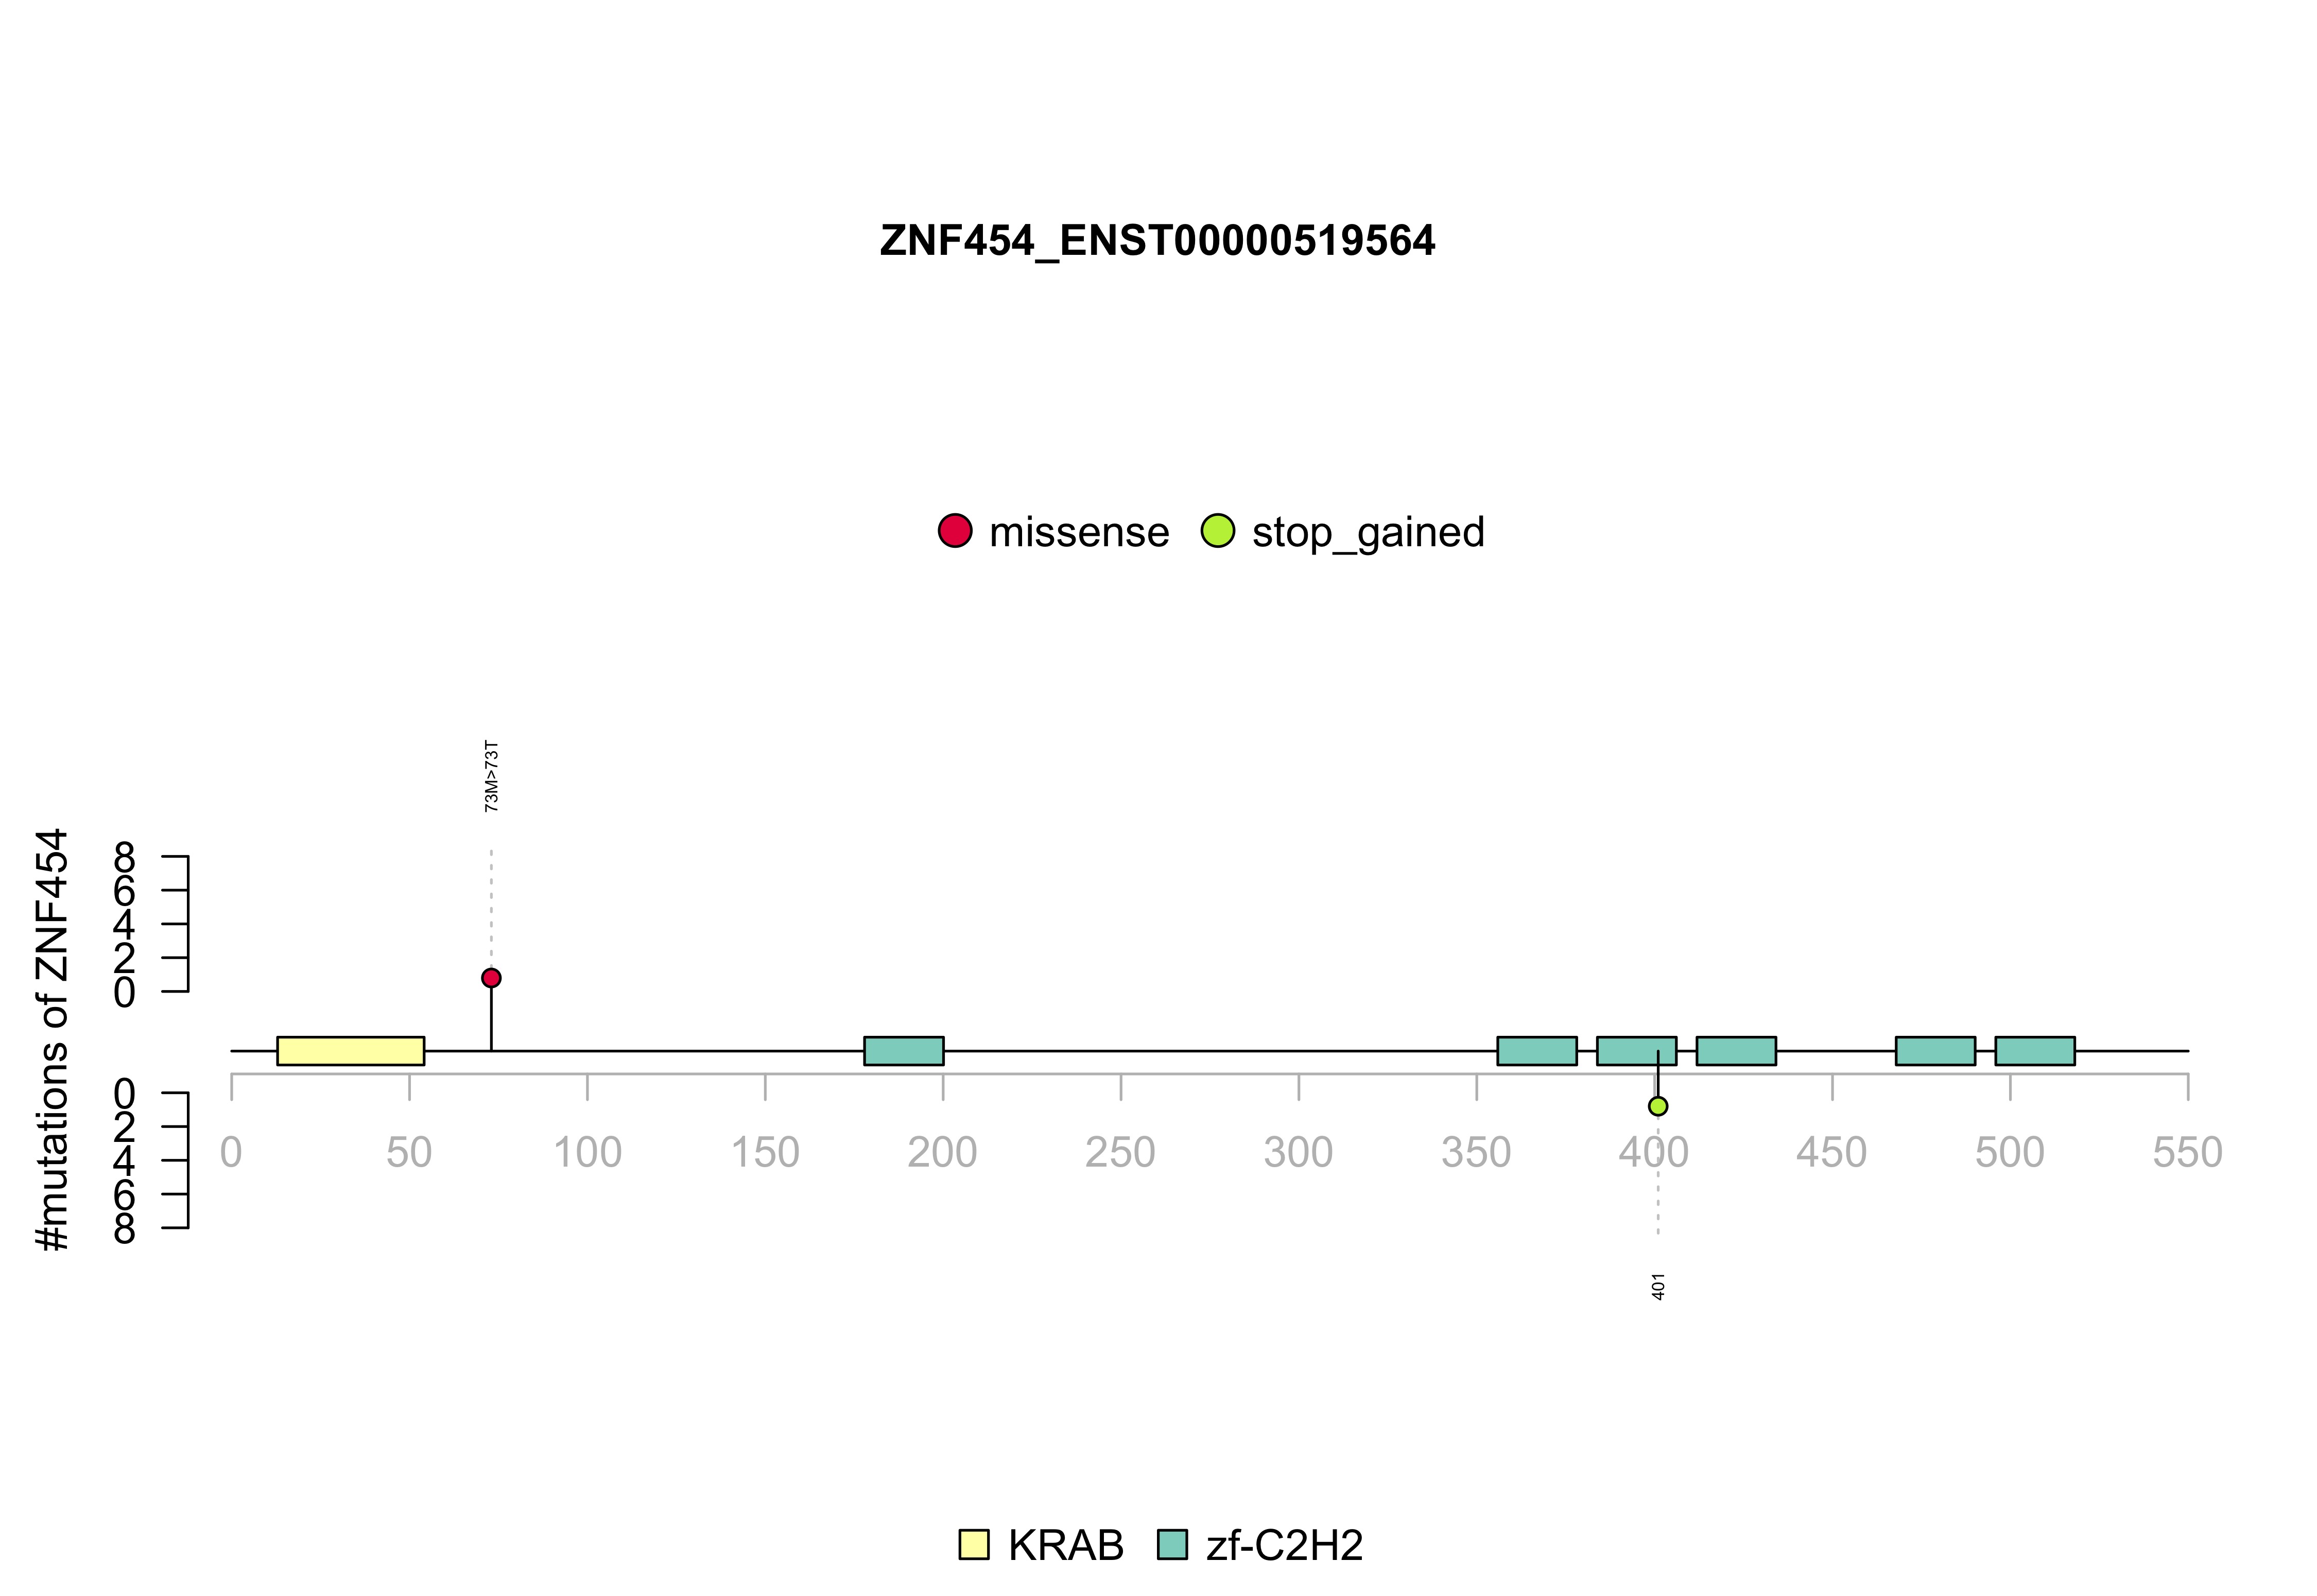 ZNF454_ENST00000519564
missense
stop_gained
73M>73T
#mutations of ZNF454
8
6
4
2
0
0
2
4
6
8
0 50 100 150 200 250 300 350 400 450 500 550
401
KRAB
zf-C2H2